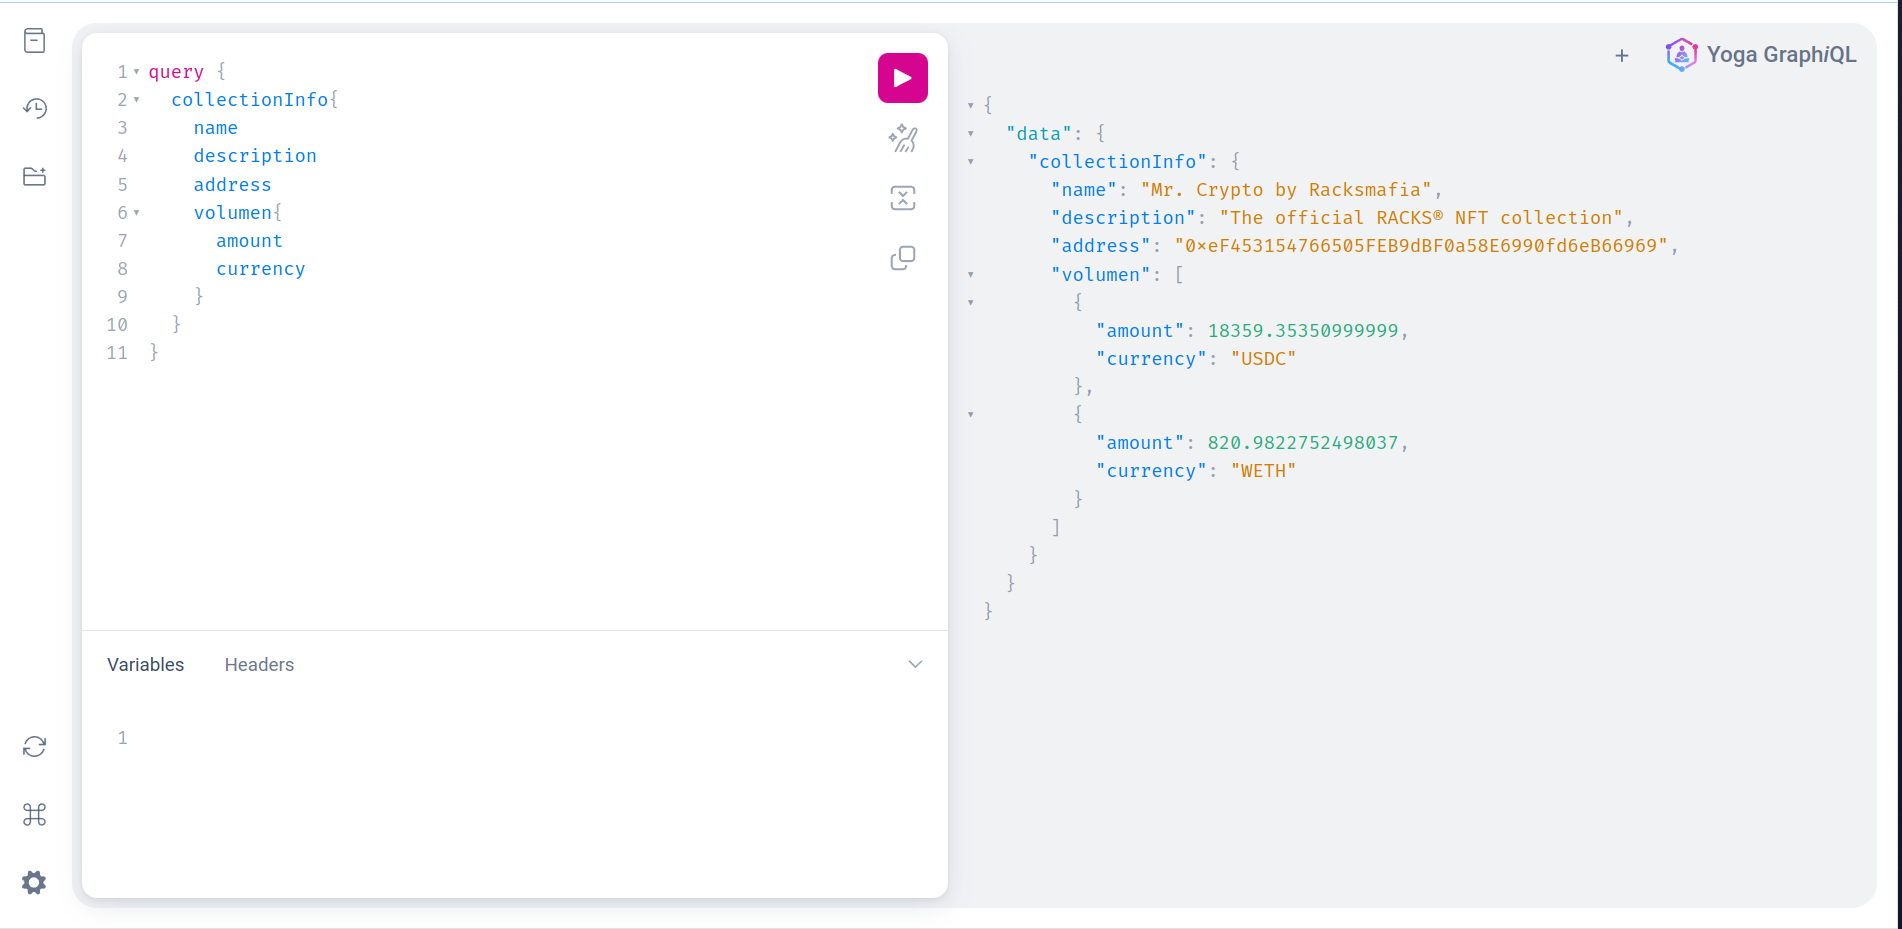 1 query {
2 collectionInfo{
3 name
4 description
5 address
6 volumen{
7 amount
8 currency
9 }
10 }
11 }
Variables Headers
1
+ Yoga GraphiQL
{
"data": {
"collectionInfo": {
"name": "Mr. Crypto by Racksmafia",
"description": "The official RACKS® NFT collection",
"address": "0xeF453154766505FEB9dBF0a58E6990fd6eB66969",
"volumen": [
{
"amount": 18359.35350999999,
"currency": "USDC"
},
{
"amount": 820.9822752498037,
"currency": "WETH"
}
]
}
}
}